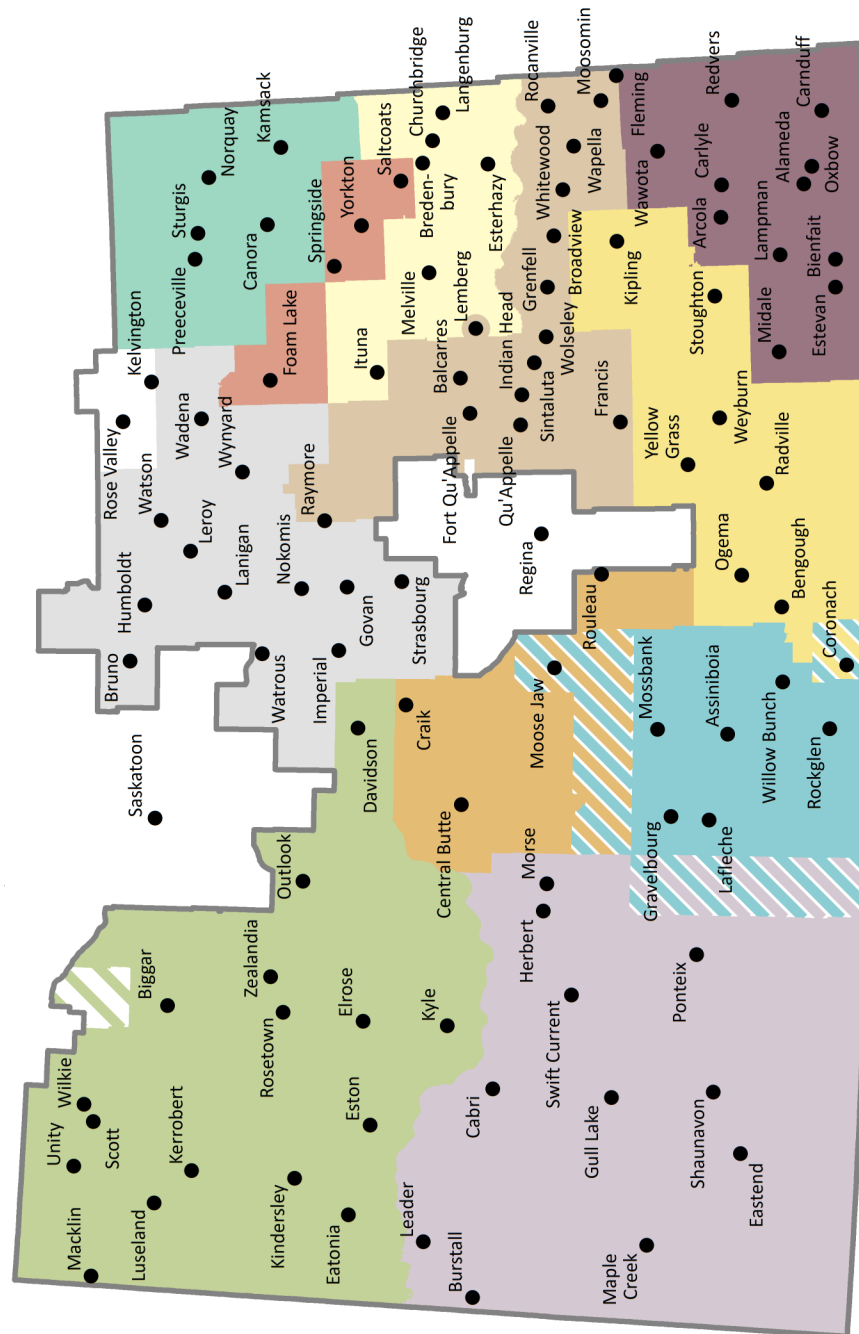 Macklin
Unity
Wilkie
Scott
Luseland
Kerrobert
Biggar
Saskatoon
Bruno
Humboldt
Watson
Rose Valley
Kelvington
Leroy
Wadena
Preeceville
Sturgis
Norquay
Kindersley
Rosetown
Zealandia
Outlook
Watrous
Lanigan
Wynyard
Foam Lake
Canora
Kamsack
Eatonia
Eston
Elrose
Davidson
Imperial
Govan
Nokomis
Raymore
Ituna
Springside
Yorkton
Saltcoats
Leader
Kyle
Craik
Strasbourg
Balcarres
Melville
Breden-
bury
Churchbridge
Langenburg
Burstall
Cabri
Central Butte
Fort Qu'Appelle
Lemberg
Esterhazy
Swift Current
Herbert
Morse
Moose Jaw
Regina
Qu'Appelle
Indian Head
Sintaluta
Wolseley
Grenfell
Broadview
Whitewood
Wapella
Rocanville
Moosomin
Maple
Creek
Gull Lake
Rouleau
Francis
Kipling
Wawota
Fleming
Shaunavon
Ponteix
Gravelbourg
Lafleche
Mossbank
Assiniboia
Ogema
Yellow
Grass
Weyburn
Stoughton
Arcola
Carlyle
Redvers
Eastend
Willow Bunch
Bengough
Radville
Midale
Lampman
Alameda
Oxbow
Carnduff
Rockglen
Coronach
Estevan
Bienfait